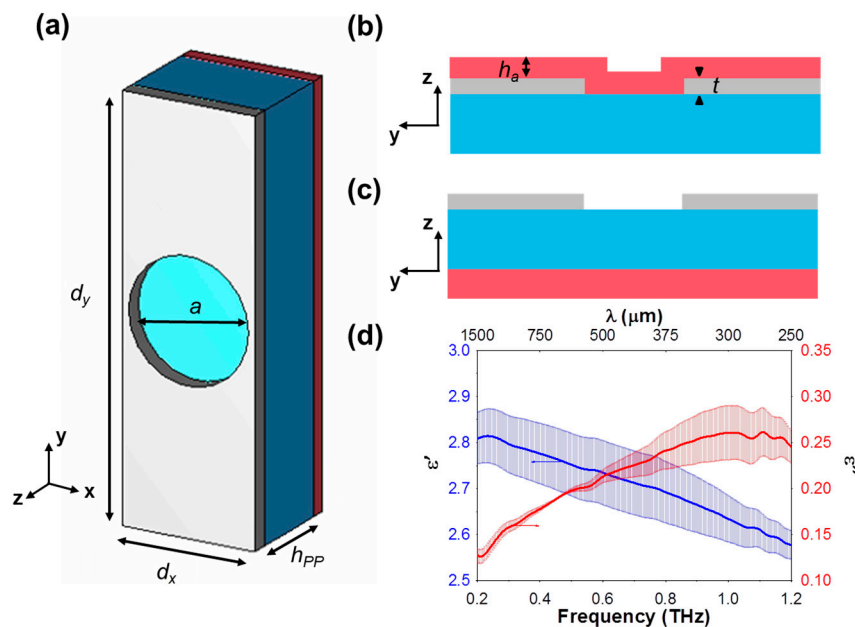 (a)
d_y
a
y
z
x
d_x
h_PP
(b)
z
h_a
t
y
(c)
z
y
(d)
λ (μm)
1500 750 500 375 300 250
3.0 0.35
2.9 0.30
2.8 0.25
2.7 0.20
2.6 0.15
2.5 0.10
ε′
ε″
0.2 0.4 0.6 0.8 1.0 1.2
Frequency (THz)